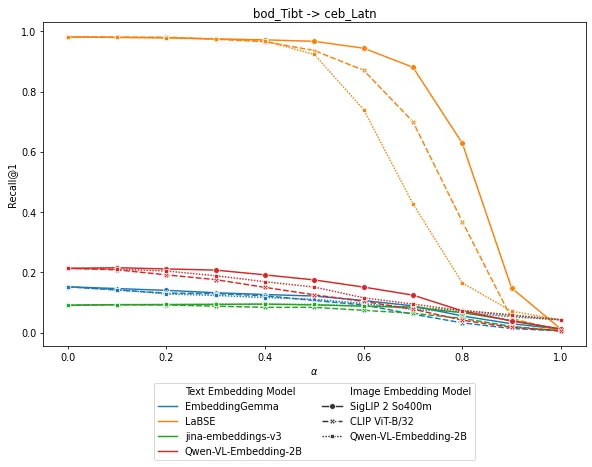 bod_Tibt -> ceb_Latn
1.0
0.8
0.6
0.4
0.2
0.0
Recall@1
0.0 0.2 0.4 0.6 0.8 1.0
α
Text Embedding Model Image Embedding Model
EmbeddingGemma SigLIP 2 So400m
LaBSE CLIP ViT-B/32
jina-embeddings-v3 Qwen-VL-Embedding-2B
Qwen-VL-Embedding-2B